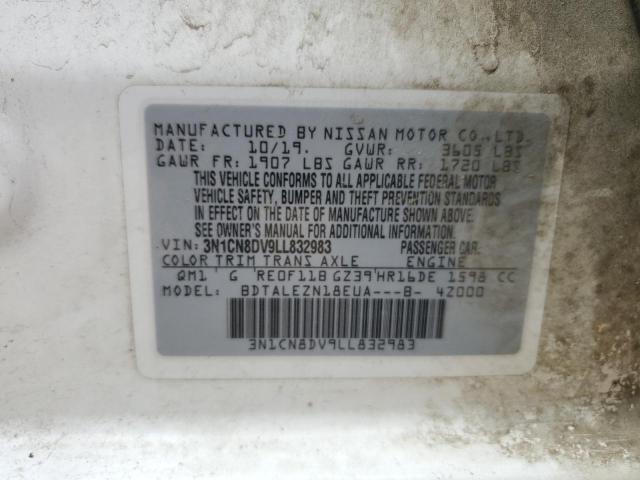 MANUFACTURED BY NISSAN MOTOR CO.,LTD.
DATE: 10/19. GVWR: 3605 LBS
GAWR FR: 1907 LBS GAWR RR: 1720 LBS
THIS VEHICLE CONFORMS TO ALL APPLICABLE FEDERAL MOTOR
VEHICLE SAFETY, BUMPER AND THEFT PREVENTION STANDARDS
IN EFFECT ON THE DATE OF MANUFACTURE SHOWN ABOVE.
SEE OWNER'S MANUAL FOR ADDITIONAL INFORMATION.
VIN: 3N1CN8DV9LL832983 PASSENGER CAR.
COLOR TRIM TRANS AXLE ENGINE
QM1 G RE0F11B GZ39 HR16DE 1598 CC
MODEL: BDTALEZN18EUA---B- 42000
3N1CN8DV9LL832983